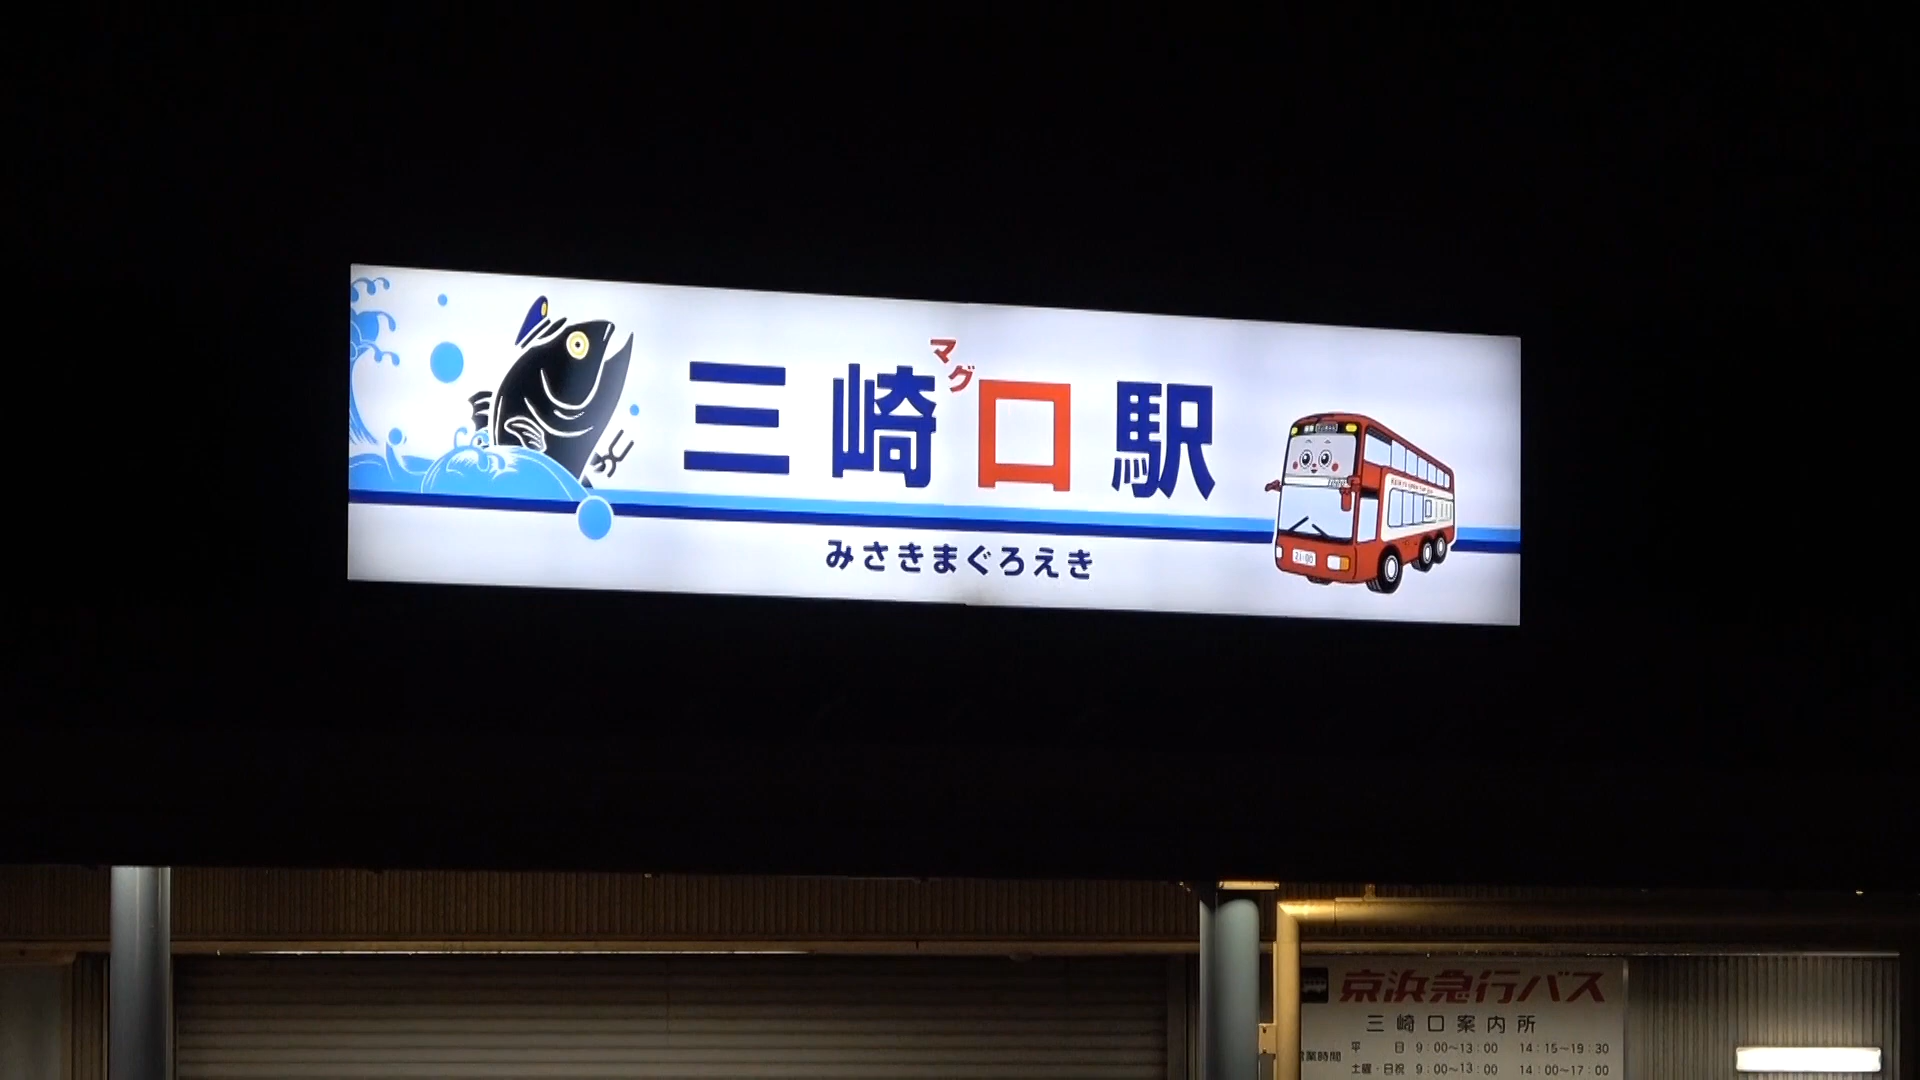 三崎マグ口駅
みさきまぐろえき
京浜急行バス
三崎口案内所
営業時間
平日 9:00～13:00 14:15～19:30
土曜・日祝 9:00～13:00 14:00～17:00